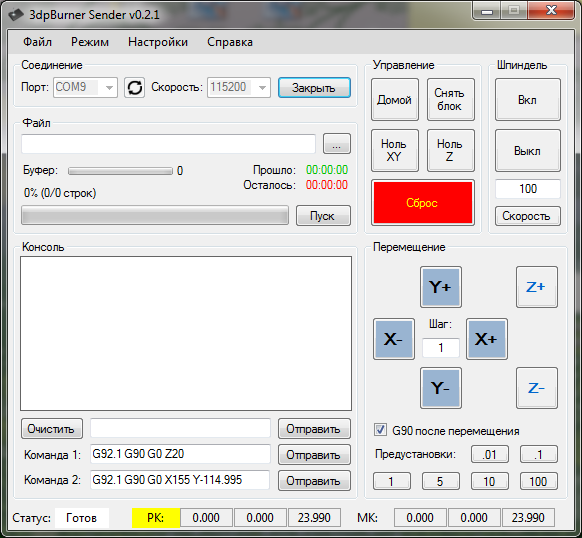 3dpBurner Sender v0.2.1
Файл Режим Настройки Справка
Соединение
Порт: COM9 Скорость: 115200 Закрыть
Файл
...
Буфер: 0 Прошло: 00:00:00
Осталось: 00:00:00
0% (0/0 строк)
Пуск
Управление
Домой Снять блок
Ноль XY Ноль Z
Сброс
Шпиндель
Вкл
Выкл
100
Скорость
Консоль
Очистить Отправить
Команда 1: G92.1 G90 G0 Z20 Отправить
Команда 2: G92.1 G90 G0 X155 Y-114.995 Отправить
Перемещение
Y+ Z+
X- Шаг: 1 X+
Y- Z-
G90 после перемещения
Предустановки: .01 .1
1 5 10 100
Статус: Готов РК: 0.000 0.000 23.990 МК: 0.000 0.000 23.990